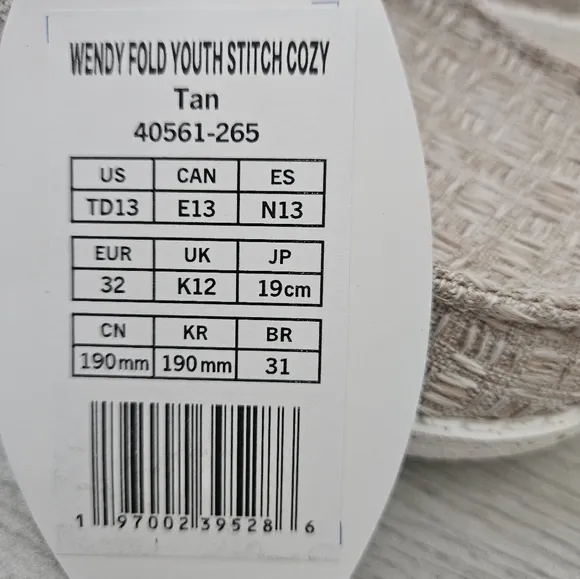 WENDY FOLD YOUTH STITCH COZY
Tan
40561-265
US CAN ES
TD13 E13 N13
EUR UK JP
32 K12 19cm
CN KR BR
190mm 190mm 31
1 97002 39528 6